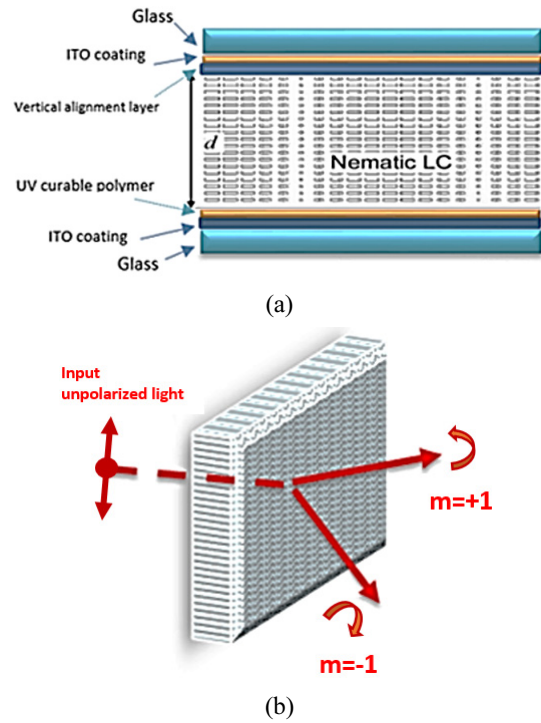 Glass
ITO coating
Vertical alignment layer
d
Nematic LC
UV curable polymer
ITO coating
Glass
(a)
Input
unpolarized light
m=+1
m=-1
(b)